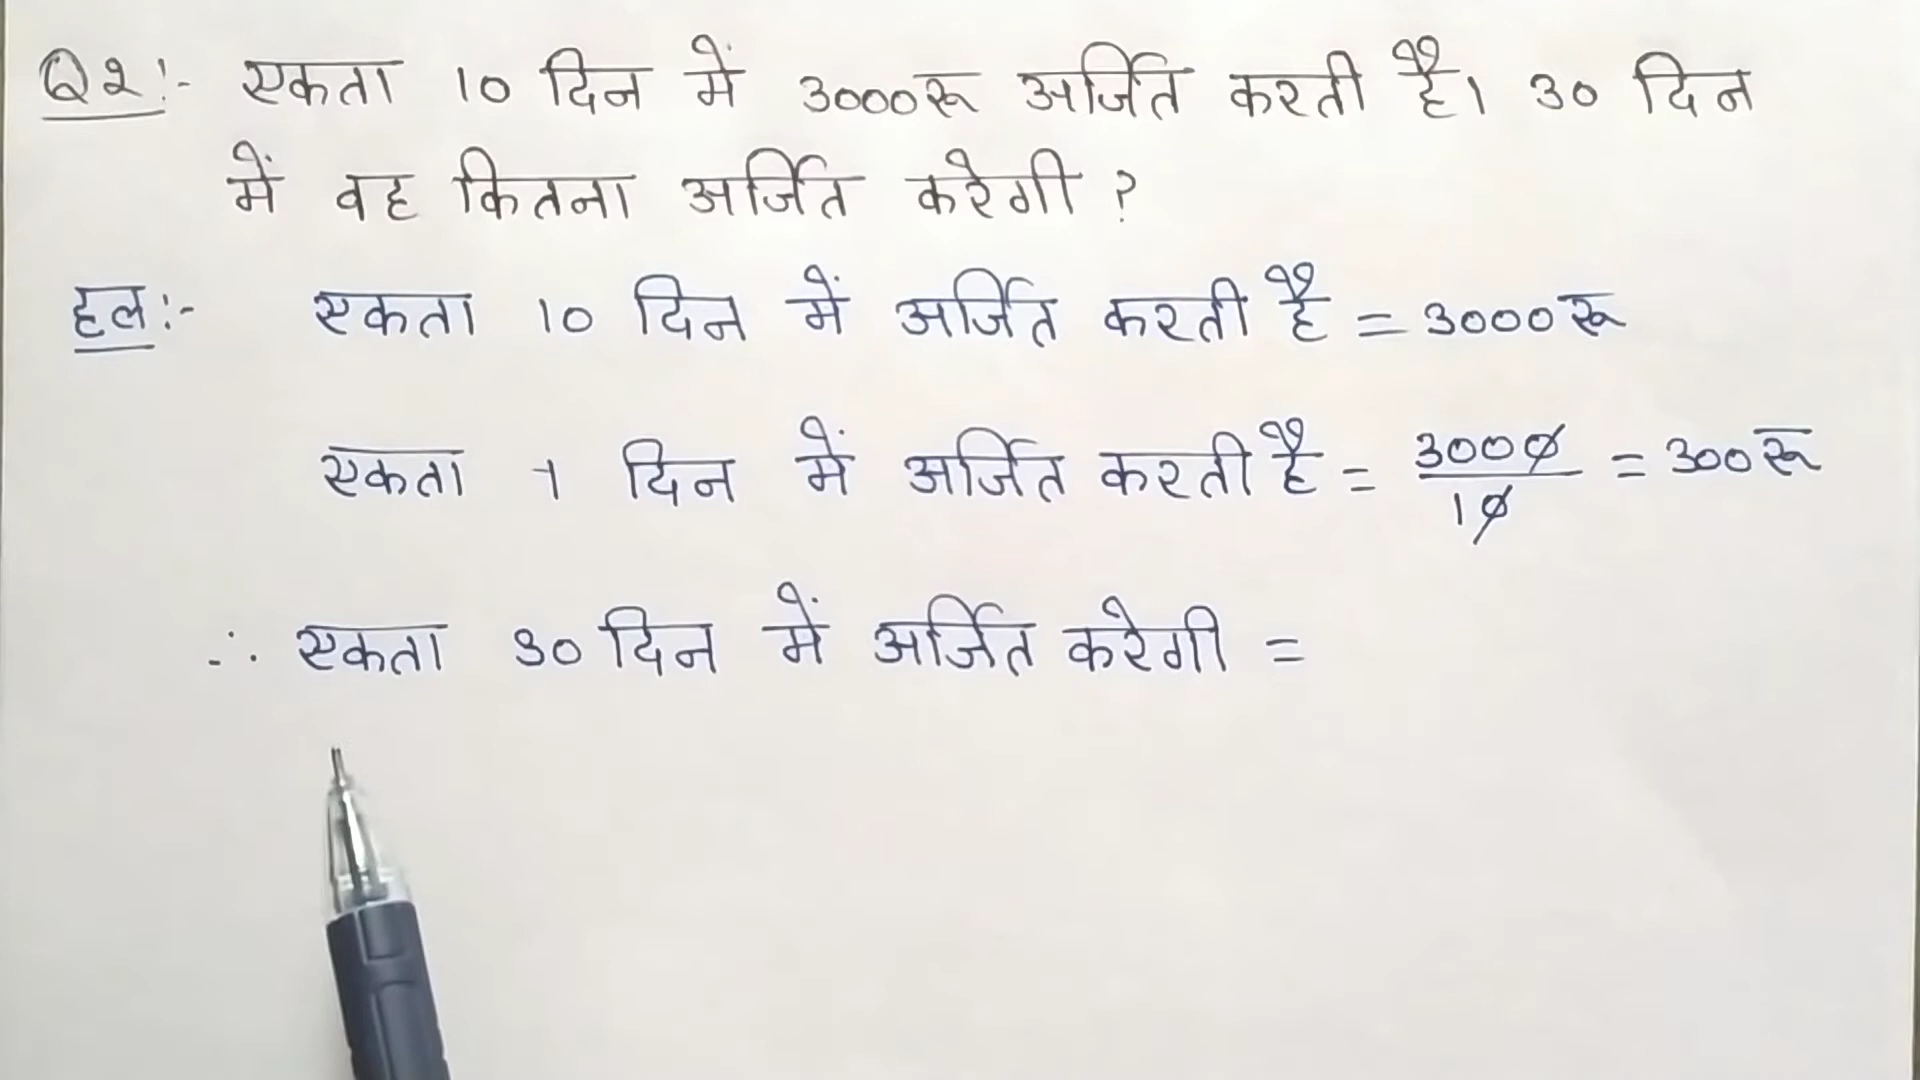 Q2:- एकता 10 दिन में 3000रू अर्जित करती है। 30 दिन
में वह कितना अर्जित करेगी ?
हल:- एकता 10 दिन में अर्जित करती है = 3000रू
एकता 1 दिन में अर्जित करती है = 3000/10 = 300रू
∴ एकता 30 दिन में अर्जित करेगी =